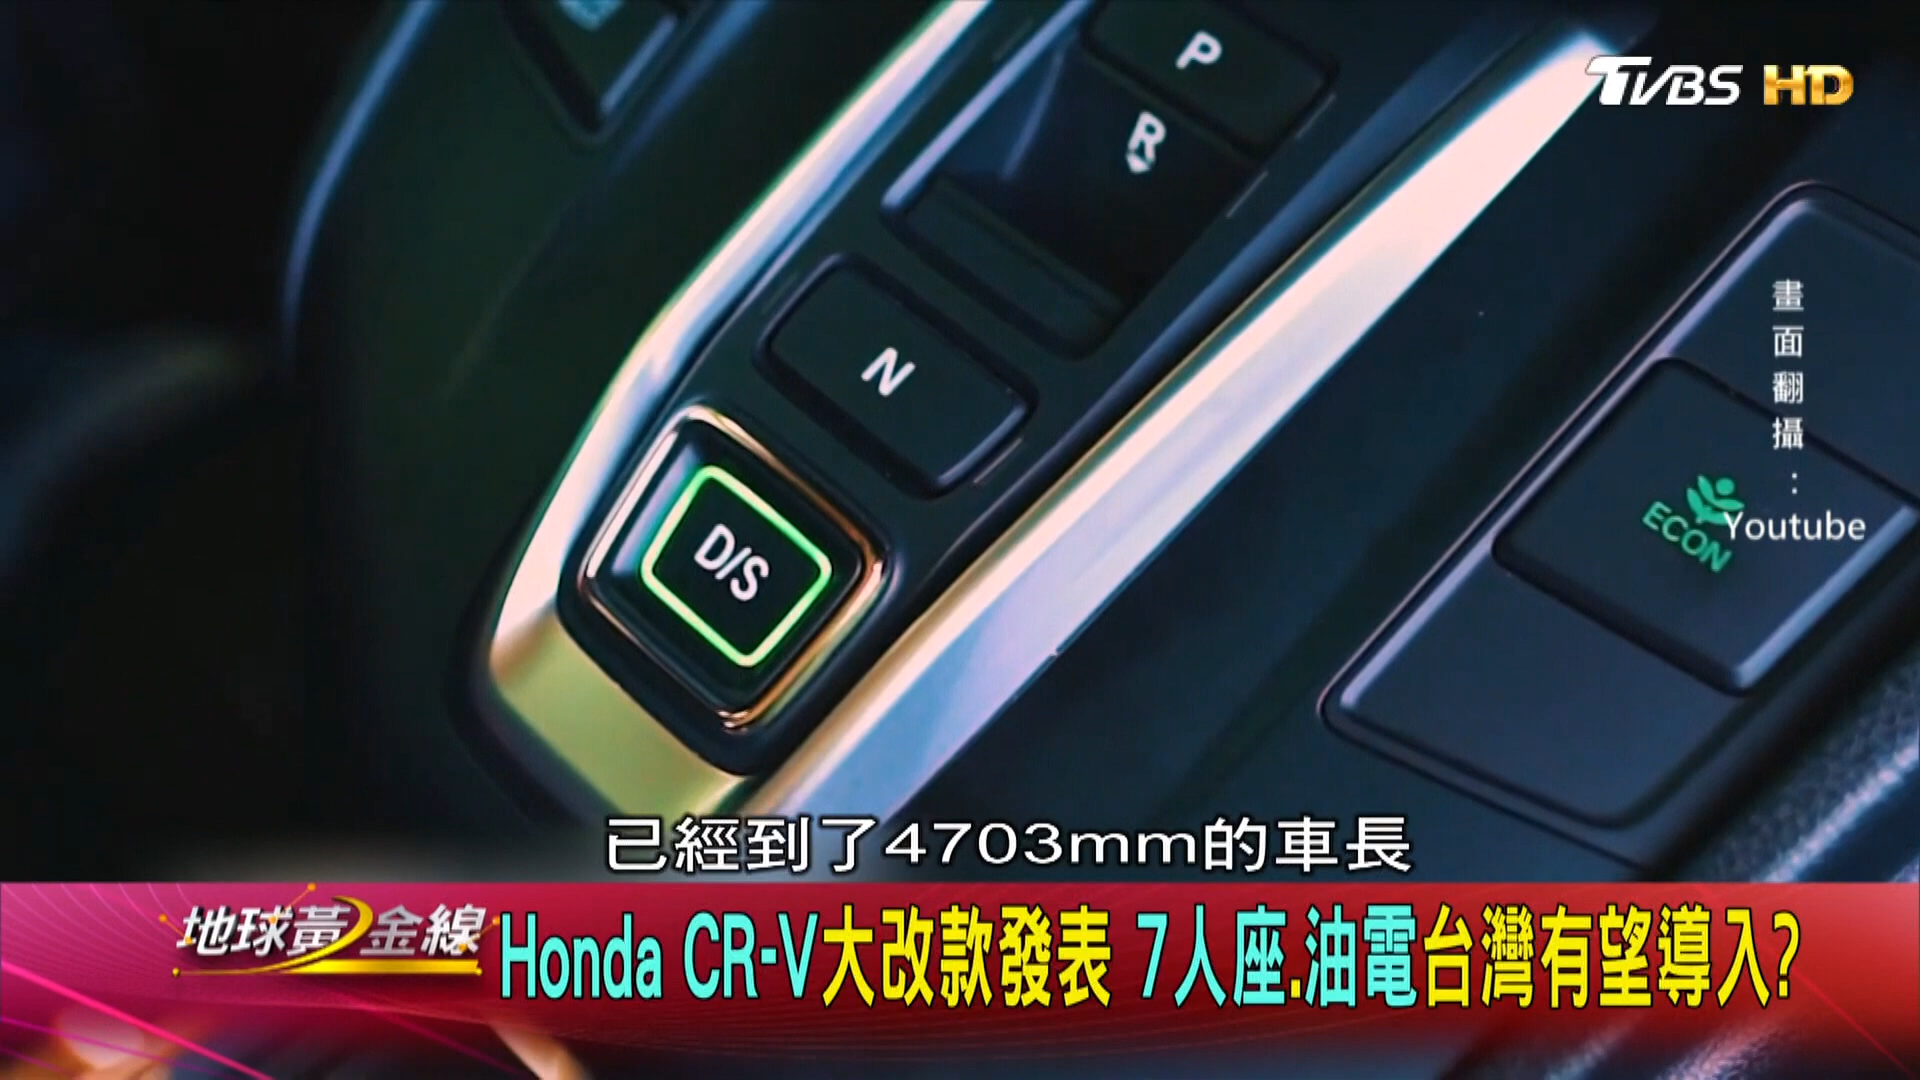 TVBS HD
P
R
N
D/S
ECON
畫面翻攝：
Youtube
已經到了4703mm的車長
地球黃金線
Honda CR-V大改款發表 7人座.油電台灣有望導入?